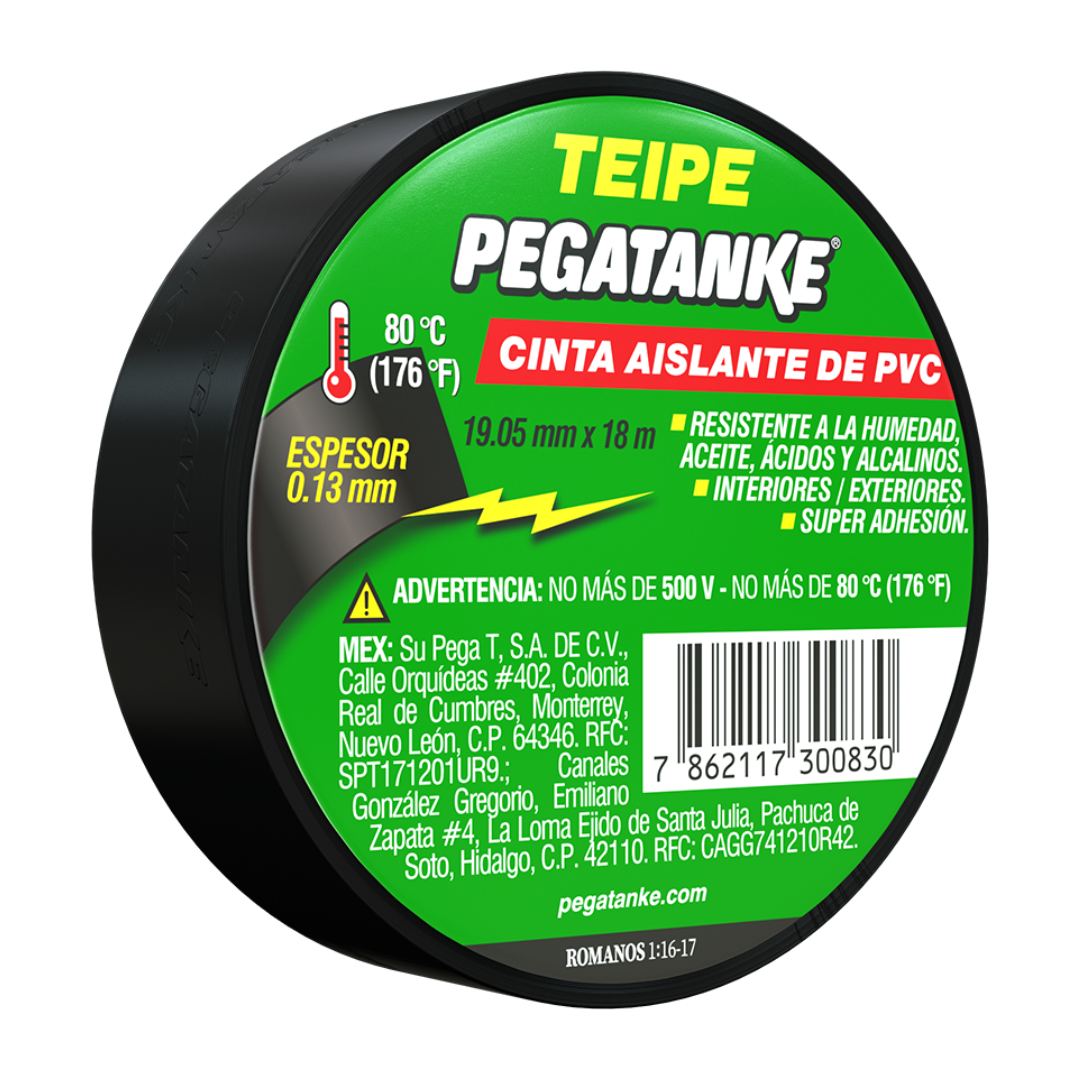 TEIPE
PEGATANKE®
80 °C
(176 °F)
CINTA AISLANTE DE PVC
ESPESOR
0.13 mm
19.05 mm x 18 m
RESISTENTE A LA HUMEDAD,
ACEITE, ÁCIDOS Y ALCALINOS.
INTERIORES / EXTERIORES.
SUPER ADHESIÓN.
ADVERTENCIA: NO MÁS DE 500 V - NO MÁS DE 80 °C (176 °F)
MEX: Su Pega T, S.A. DE C.V.,
Calle Orquídeas #402, Colonia
Real de Cumbres, Monterrey,
Nuevo León, C.P. 64346. RFC:
SPT171201UR9.; Canales
González Gregorio, Emiliano
Zapata #4, La Loma Ejido de Santa Julia, Pachuca de
Soto, Hidalgo, C.P. 42110. RFC: CAGG741210R42.
7 862117 300830
pegatanke.com
ROMANOS 1:16-17